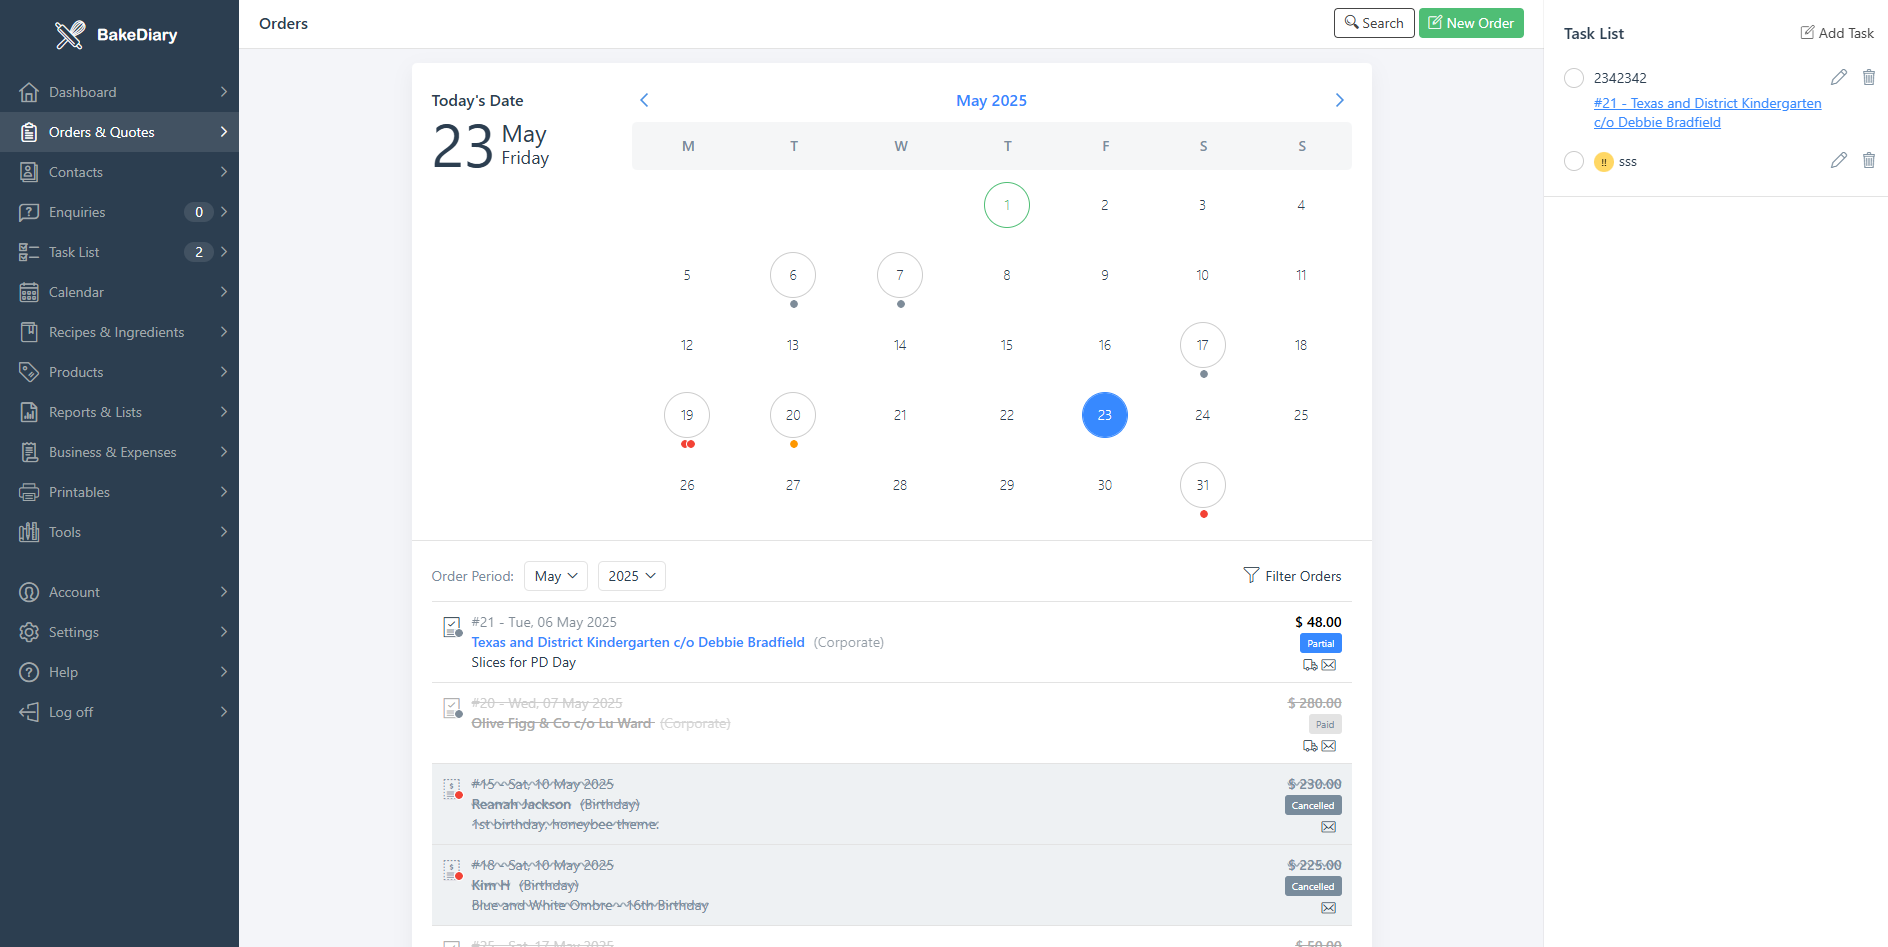 BakeDiary
Dashboard
Orders & Quotes
Contacts
Enquiries 0
Task List 2
Calendar
Recipes & Ingredients
Products
Reports & Lists
Business & Expenses
Printables
Tools
Account
Settings
Help
Log off
Orders
Search
New Order
Today's Date
23 May
Friday
May 2025
M T W T F S S
1 2 3 4
5 6 7 8 9 10 11
12 13 14 15 16 17 18
19 20 21 22 23 24 25
26 27 28 29 30 31
Order Period: May 2025
Filter Orders
#21 - Tue, 06 May 2025 $ 48.00
Texas and District Kindergarten c/o Debbie Bradfield (Corporate) Partial
Slices for PD Day
#20 - Wed, 07 May 2025 $ 280.00
Olive Figg & Co c/o Lu Ward (Corporate) Paid
#15 - Sat, 10 May 2025 $ 230.00
Reanah Jackson (Birthday) Cancelled
1st birthday, honeybee theme.
#18 - Sat, 10 May 2025 $ 225.00
Kim H (Birthday) Cancelled
Blue and White Ombre - 16th Birthday
#25 - Sat, 17 May 2025 $ 50.00
Task List
Add Task
2342342
#21 - Texas and District Kindergarten
c/o Debbie Bradfield
!! sss